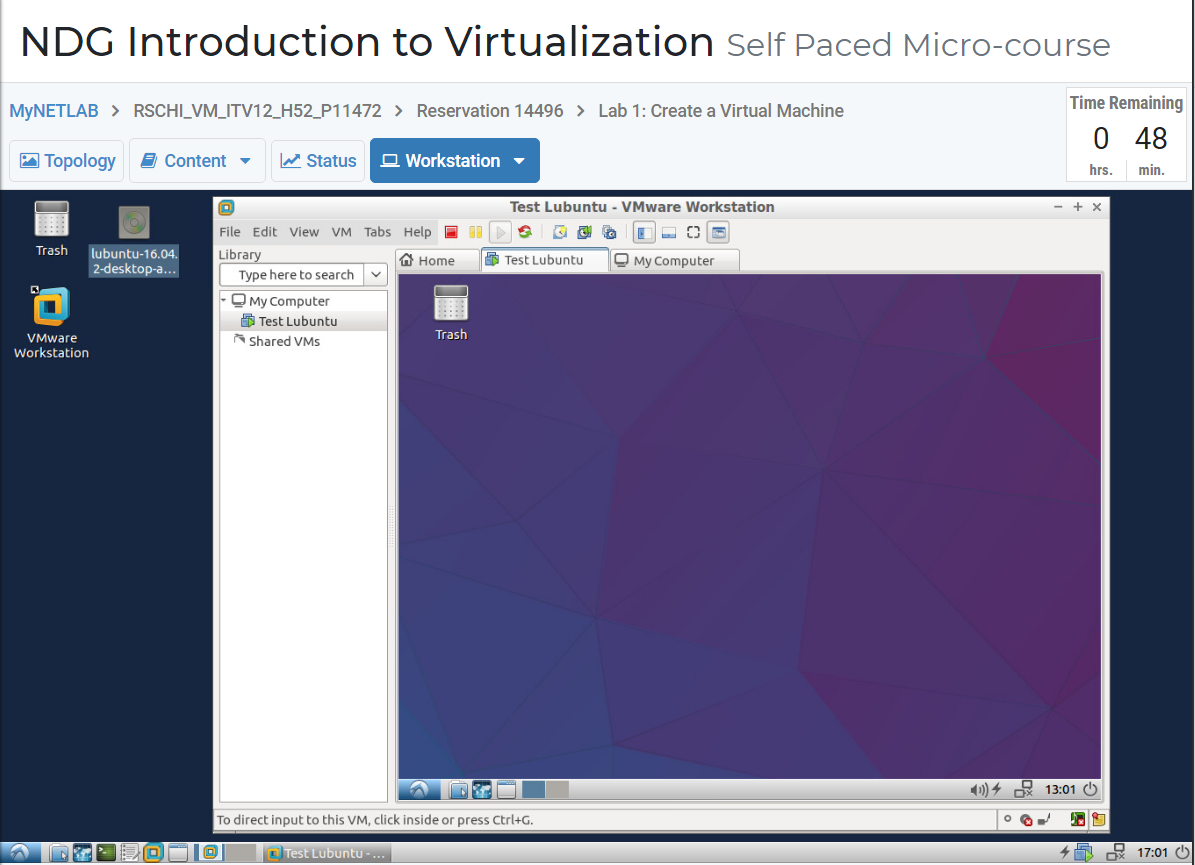 NDG Introduction to Virtualization Self Paced Micro-course
MyNETLAB > RSCHI_VM_ITV12_H52_P11472 > Reservation 14496 > Lab 1: Create a Virtual Machine
Time Remaining
0 48
hrs. min.
Topology Content Status Workstation
Trash
lubuntu-16.04.
2-desktop-a...
VMware
Workstation
Test Lubuntu - VMware Workstation
File Edit View VM Tabs Help
Library
Type here to search
Home Test Lubuntu My Computer
My Computer
Test Lubuntu
Shared VMs
Trash
13:01
To direct input to this VM, click inside or press Ctrl+G.
Test Lubuntu - ...
17:01